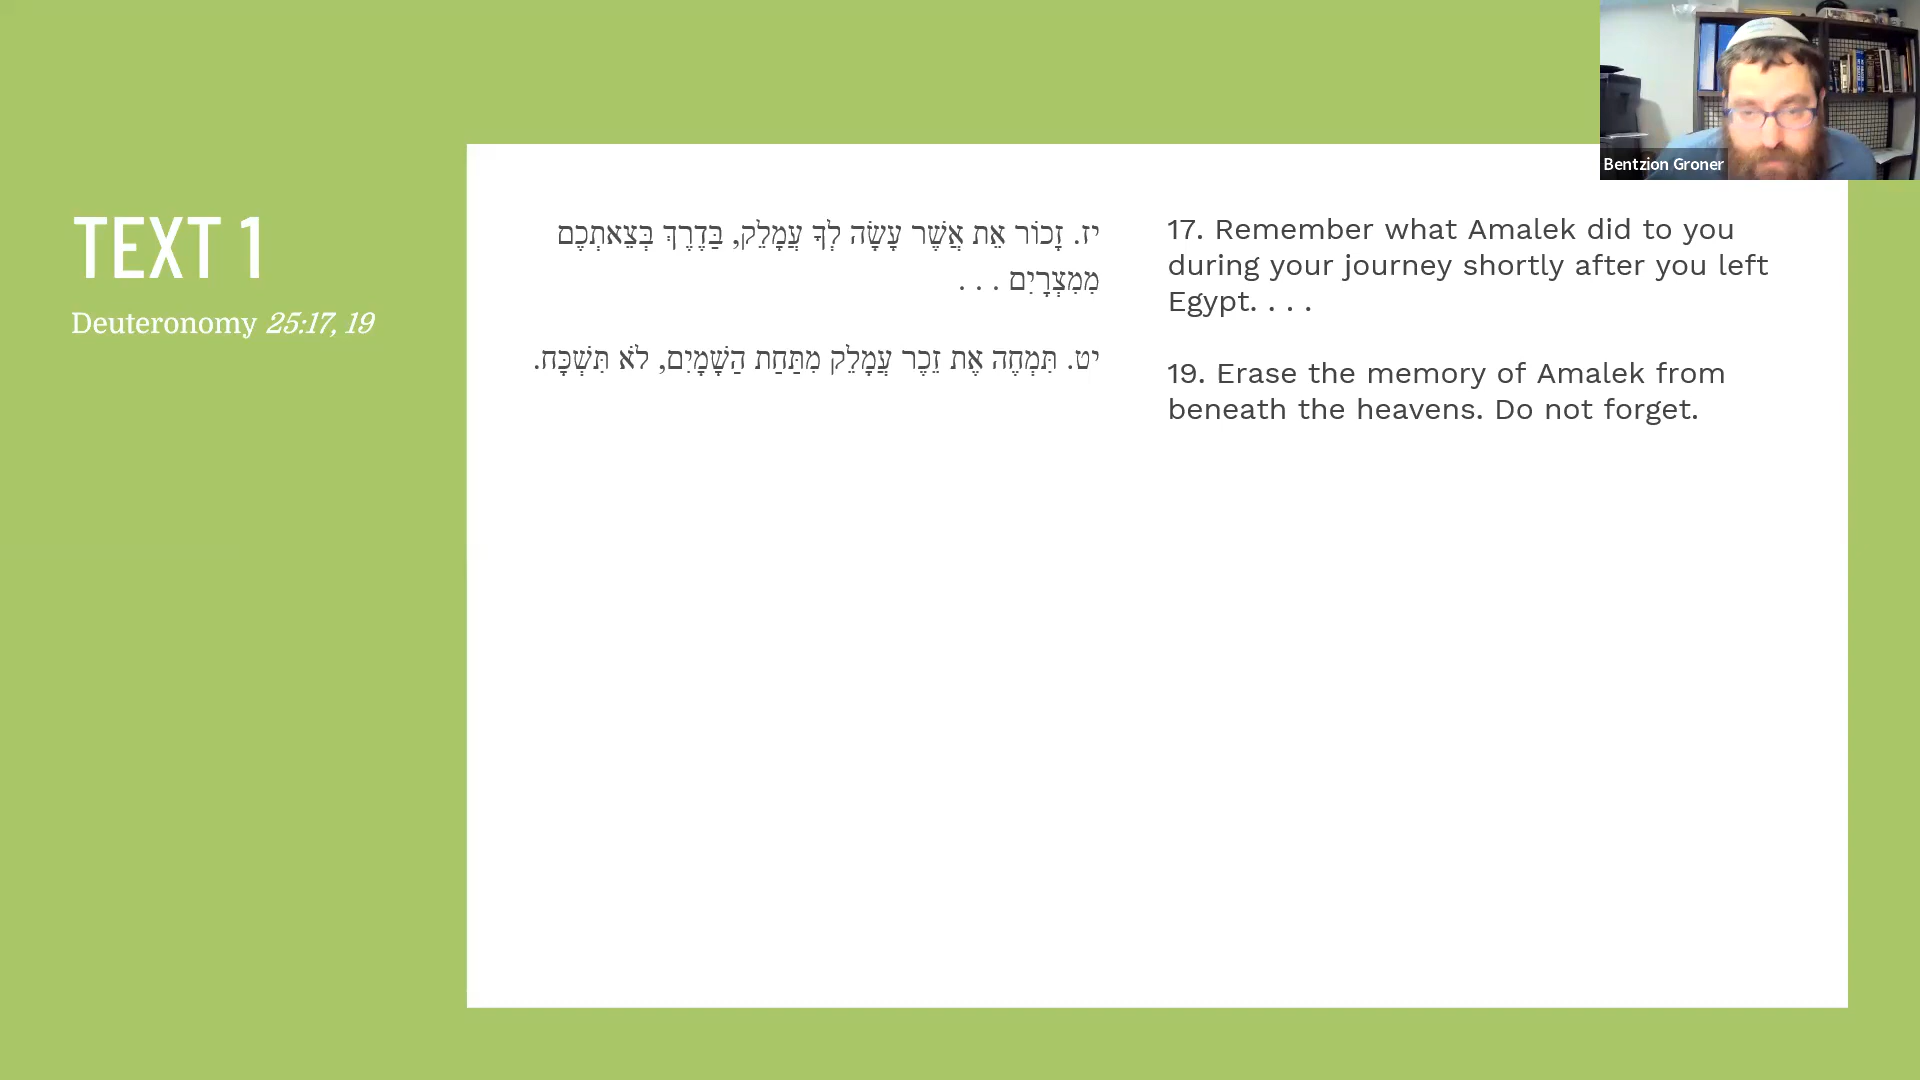 TEXT 1
Deuteronomy 25:17, 19
יז. זָכוֹר אֵת אֲשֶׁר עָשָׂה לְךָ עֲמָלֵק, בַּדֶּרֶךְ בְּצֵאתְכֶם
מִמִּצְרָיִם . . .
יט. תִּמְחֶה אֶת זֵכֶר עֲמָלֵק מִתַּחַת הַשָּׁמָיִם, לֹא תִּשְׁכָּח.
17. Remember what Amalek did to you
during your journey shortly after you left
Egypt. . . .
19. Erase the memory of Amalek from
beneath the heavens. Do not forget.
Bentzion Groner